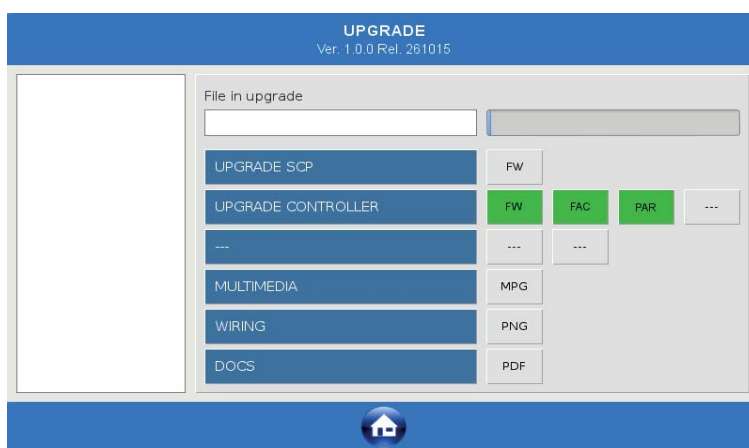 UPGRADE
Ver. 1.0.0 Rel. 261015
File in upgrade
UPGRADE SCP FW
UPGRADE CONTROLLER FW FAC PAR ---
--- --- ---
MULTIMEDIA MPG
WIRING PNG
DOCS PDF